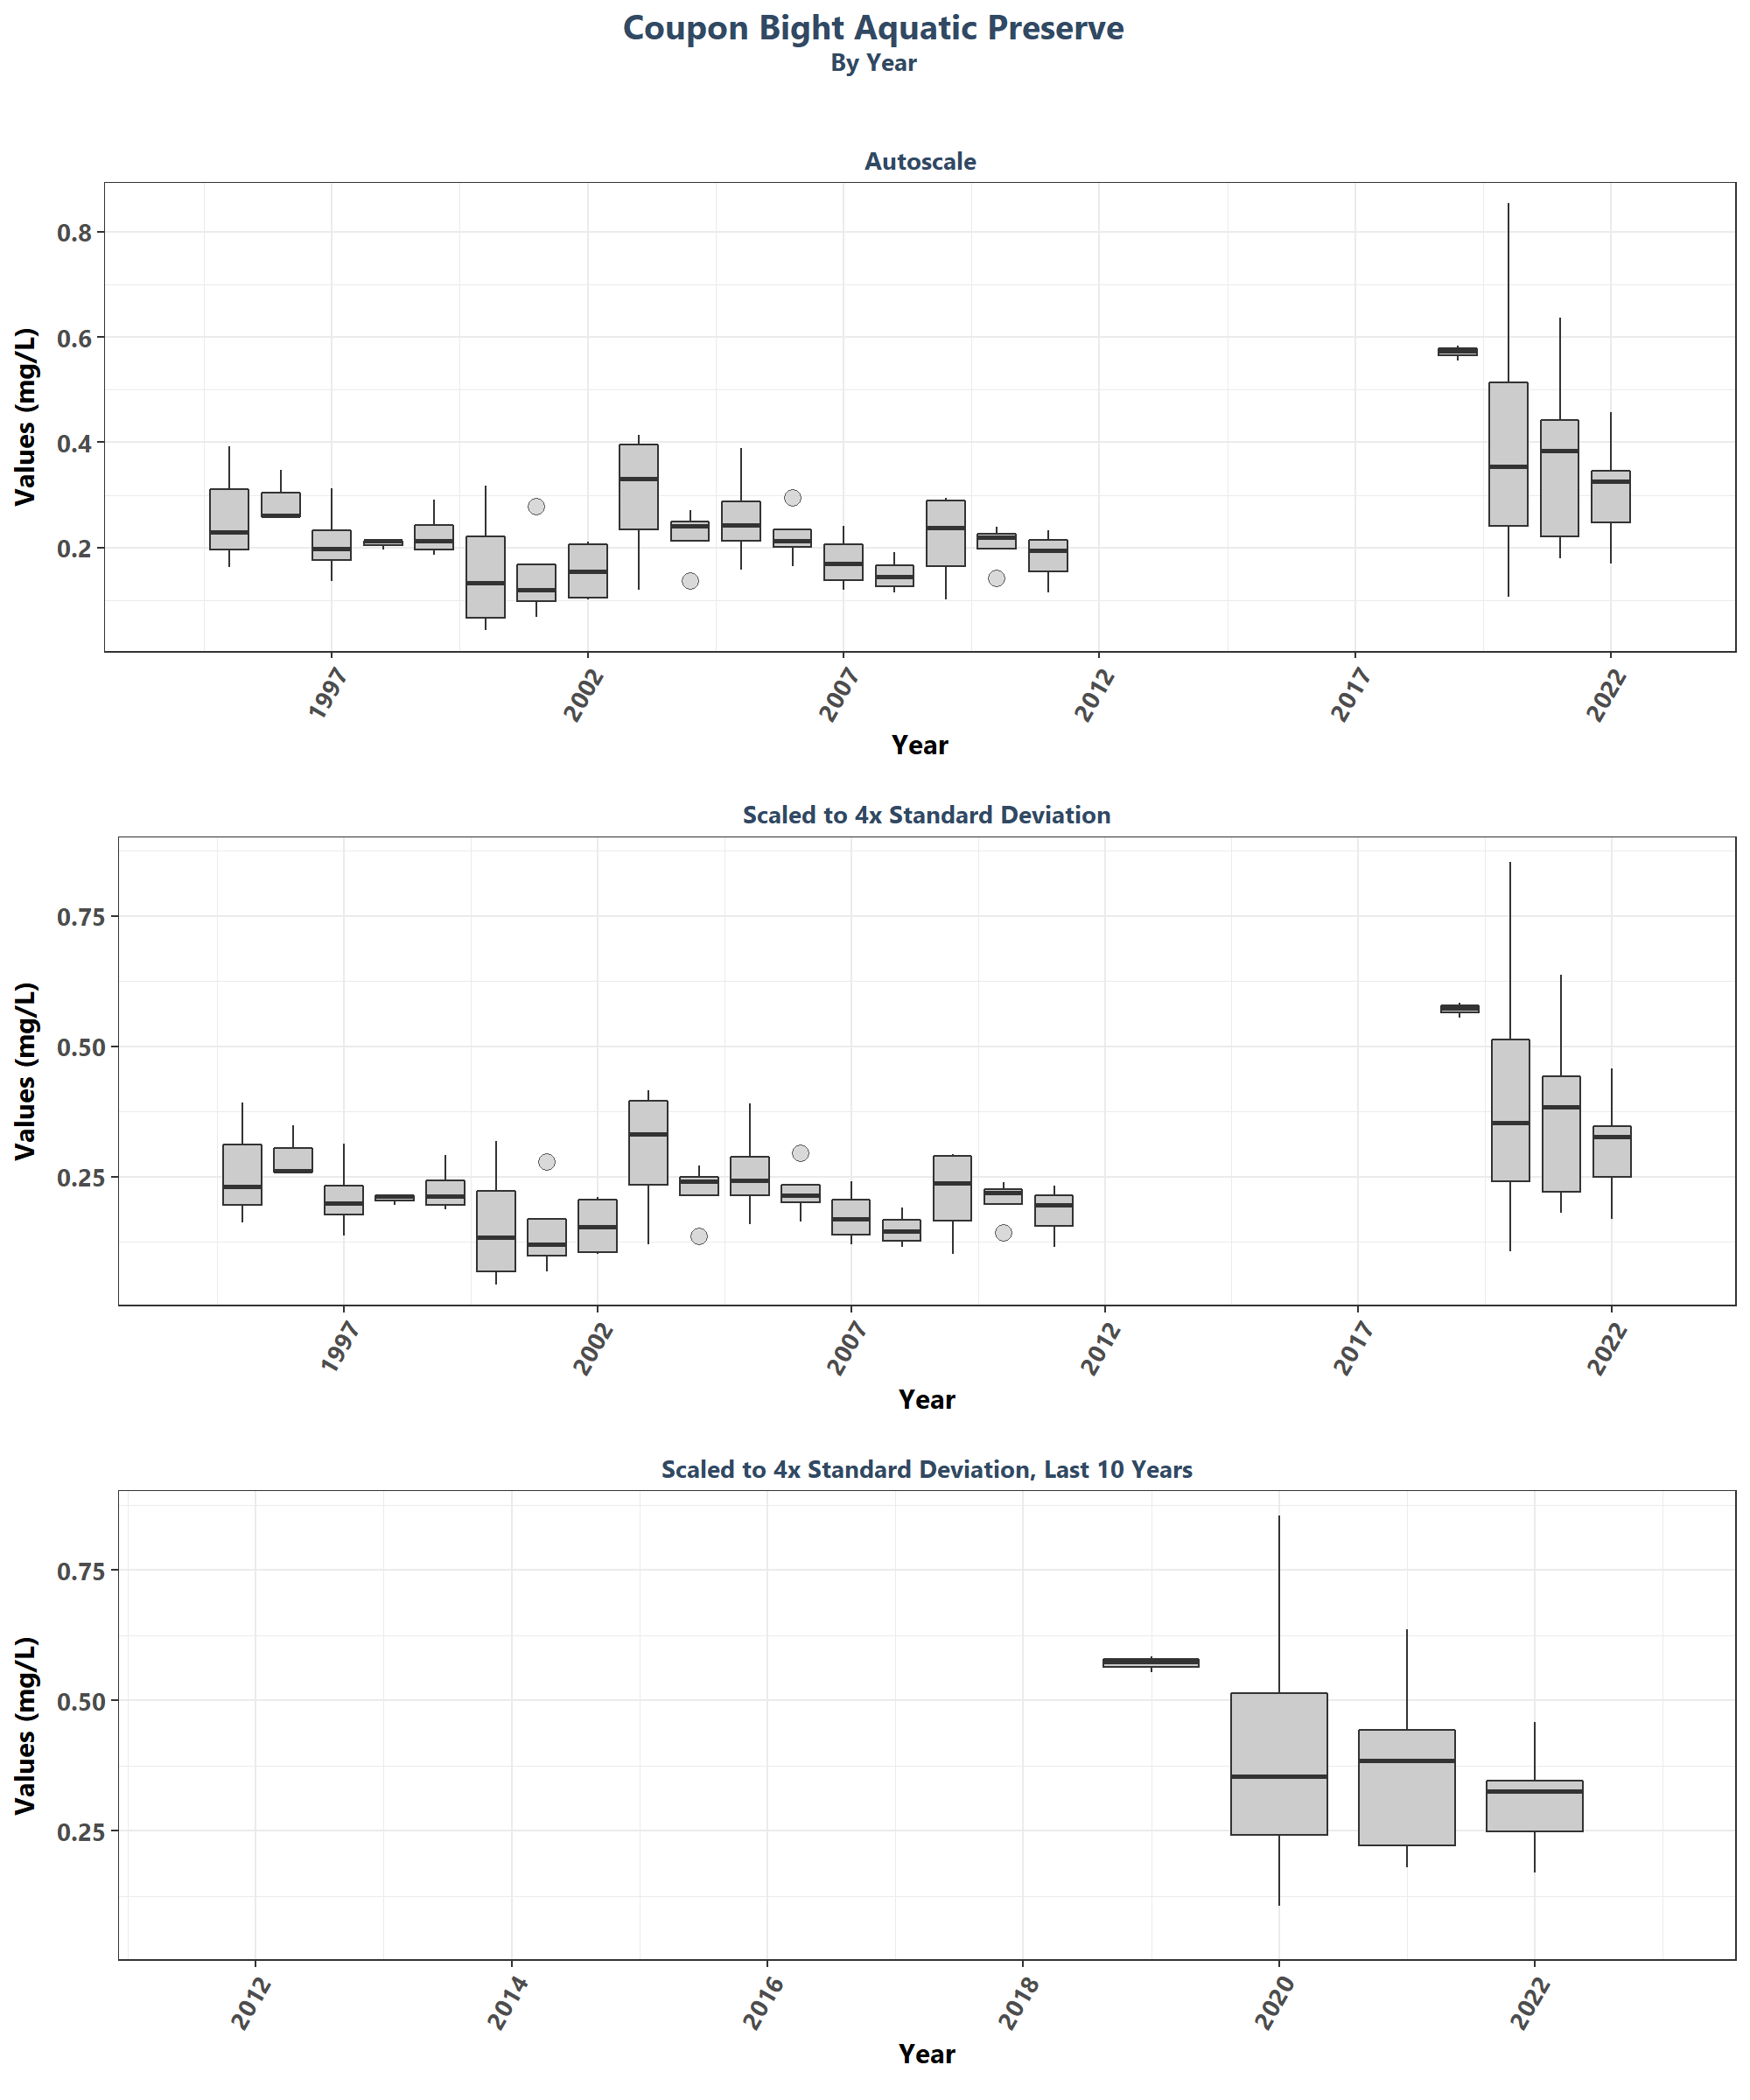 Coupon Bight Aquatic Preserve
By Year
Autoscale
Values (mg/L)
0.8
0.6
0.4
0.2
1997
2002
2007
2012
2017
2022
Year
Scaled to 4x Standard Deviation
Values (mg/L)
0.75
0.50
0.25
1997
2002
2007
2012
2017
2022
Year
Scaled to 4x Standard Deviation, Last 10 Years
Values (mg/L)
0.75
0.50
0.25
2012
2014
2016
2018
2020
2022
Year